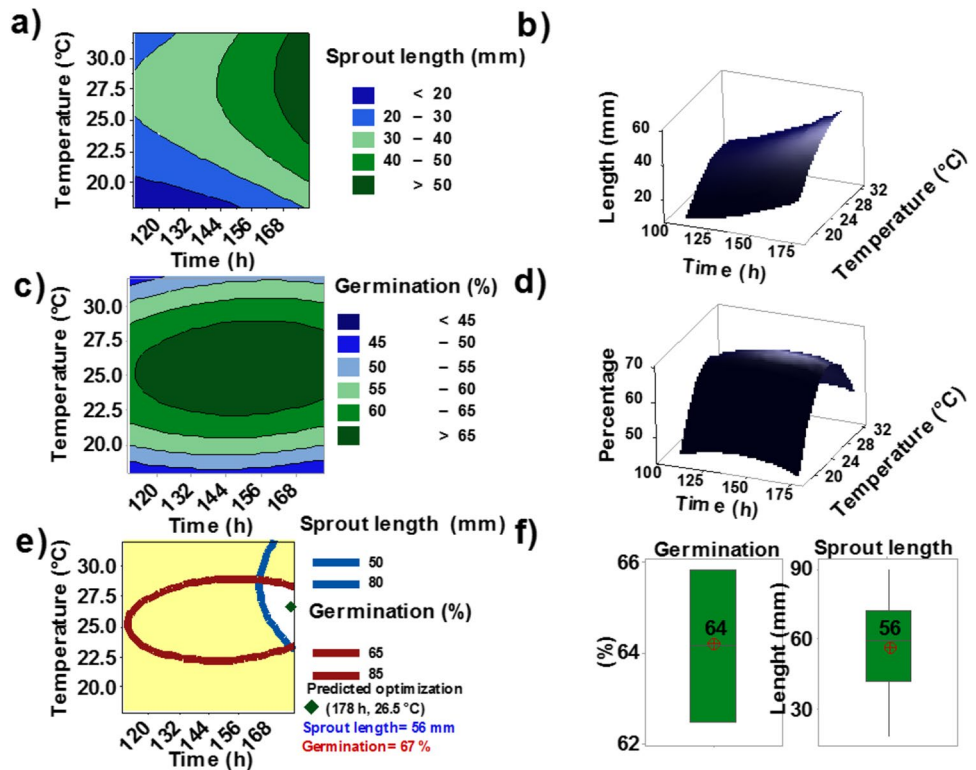 a)
Temperature (°C)
30.0
27.5
25.0
22.5
20.0
120
132
144
156
168
Time (h)
Sprout length (mm)
< 20
20 – 30
30 – 40
40 – 50
> 50
b)
Length (mm)
60
40
20
100
125
150
175
Time (h)
20
24
28
32
Temperature (°C)
c)
Temperature (°C)
30.0
27.5
25.0
22.5
20.0
120
132
144
156
168
Time (h)
Germination (%)
< 45
45 – 50
50 – 55
55 – 60
60 – 65
> 65
d)
Percentage
70
60
50
100
125
150
175
Time (h)
20
24
28
32
Temperature (°C)
e)
Temperature (°C)
30.0
27.5
25.0
22.5
20.0
120
132
144
156
168
Time (h)
Sprout length (mm)
50
80
Germination (%)
65
85
Predicted optimization
(178 h, 26.5 °C)
Sprout length= 56 mm
Germination= 67 %
f)
Germination
(%)
66
64
62
64
Sprout length
Lenght (mm)
90
60
30
56